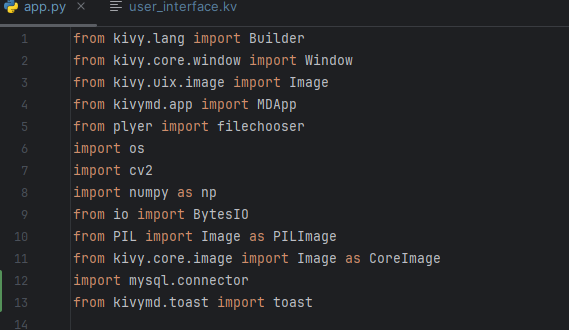 app.py
user_interface.kv
1 from kivy.lang import Builder
2 from kivy.core.window import Window
3 from kivy.uix.image import Image
4 from kivymd.app import MDApp
5 from plyer import filechooser
6 import os
7 import cv2
8 import numpy as np
9 from io import BytesIO
10 from PIL import Image as PILImage
11 from kivy.core.image import Image as CoreImage
12 import mysql.connector
13 from kivymd.toast import toast
14